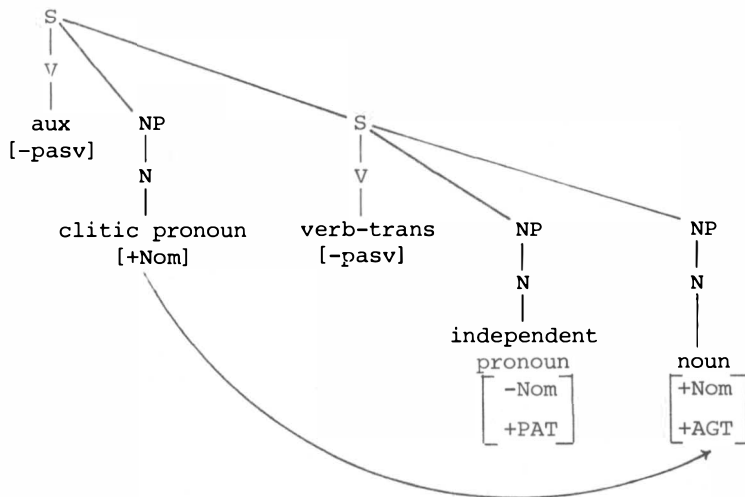 S
V
aux NP S
[-pasv]
N V
clitic pronoun verb-trans NP NP
[+Nom] [-pasv]
N N
independent
pronoun noun
-Nom +Nom
+PAT +AGT